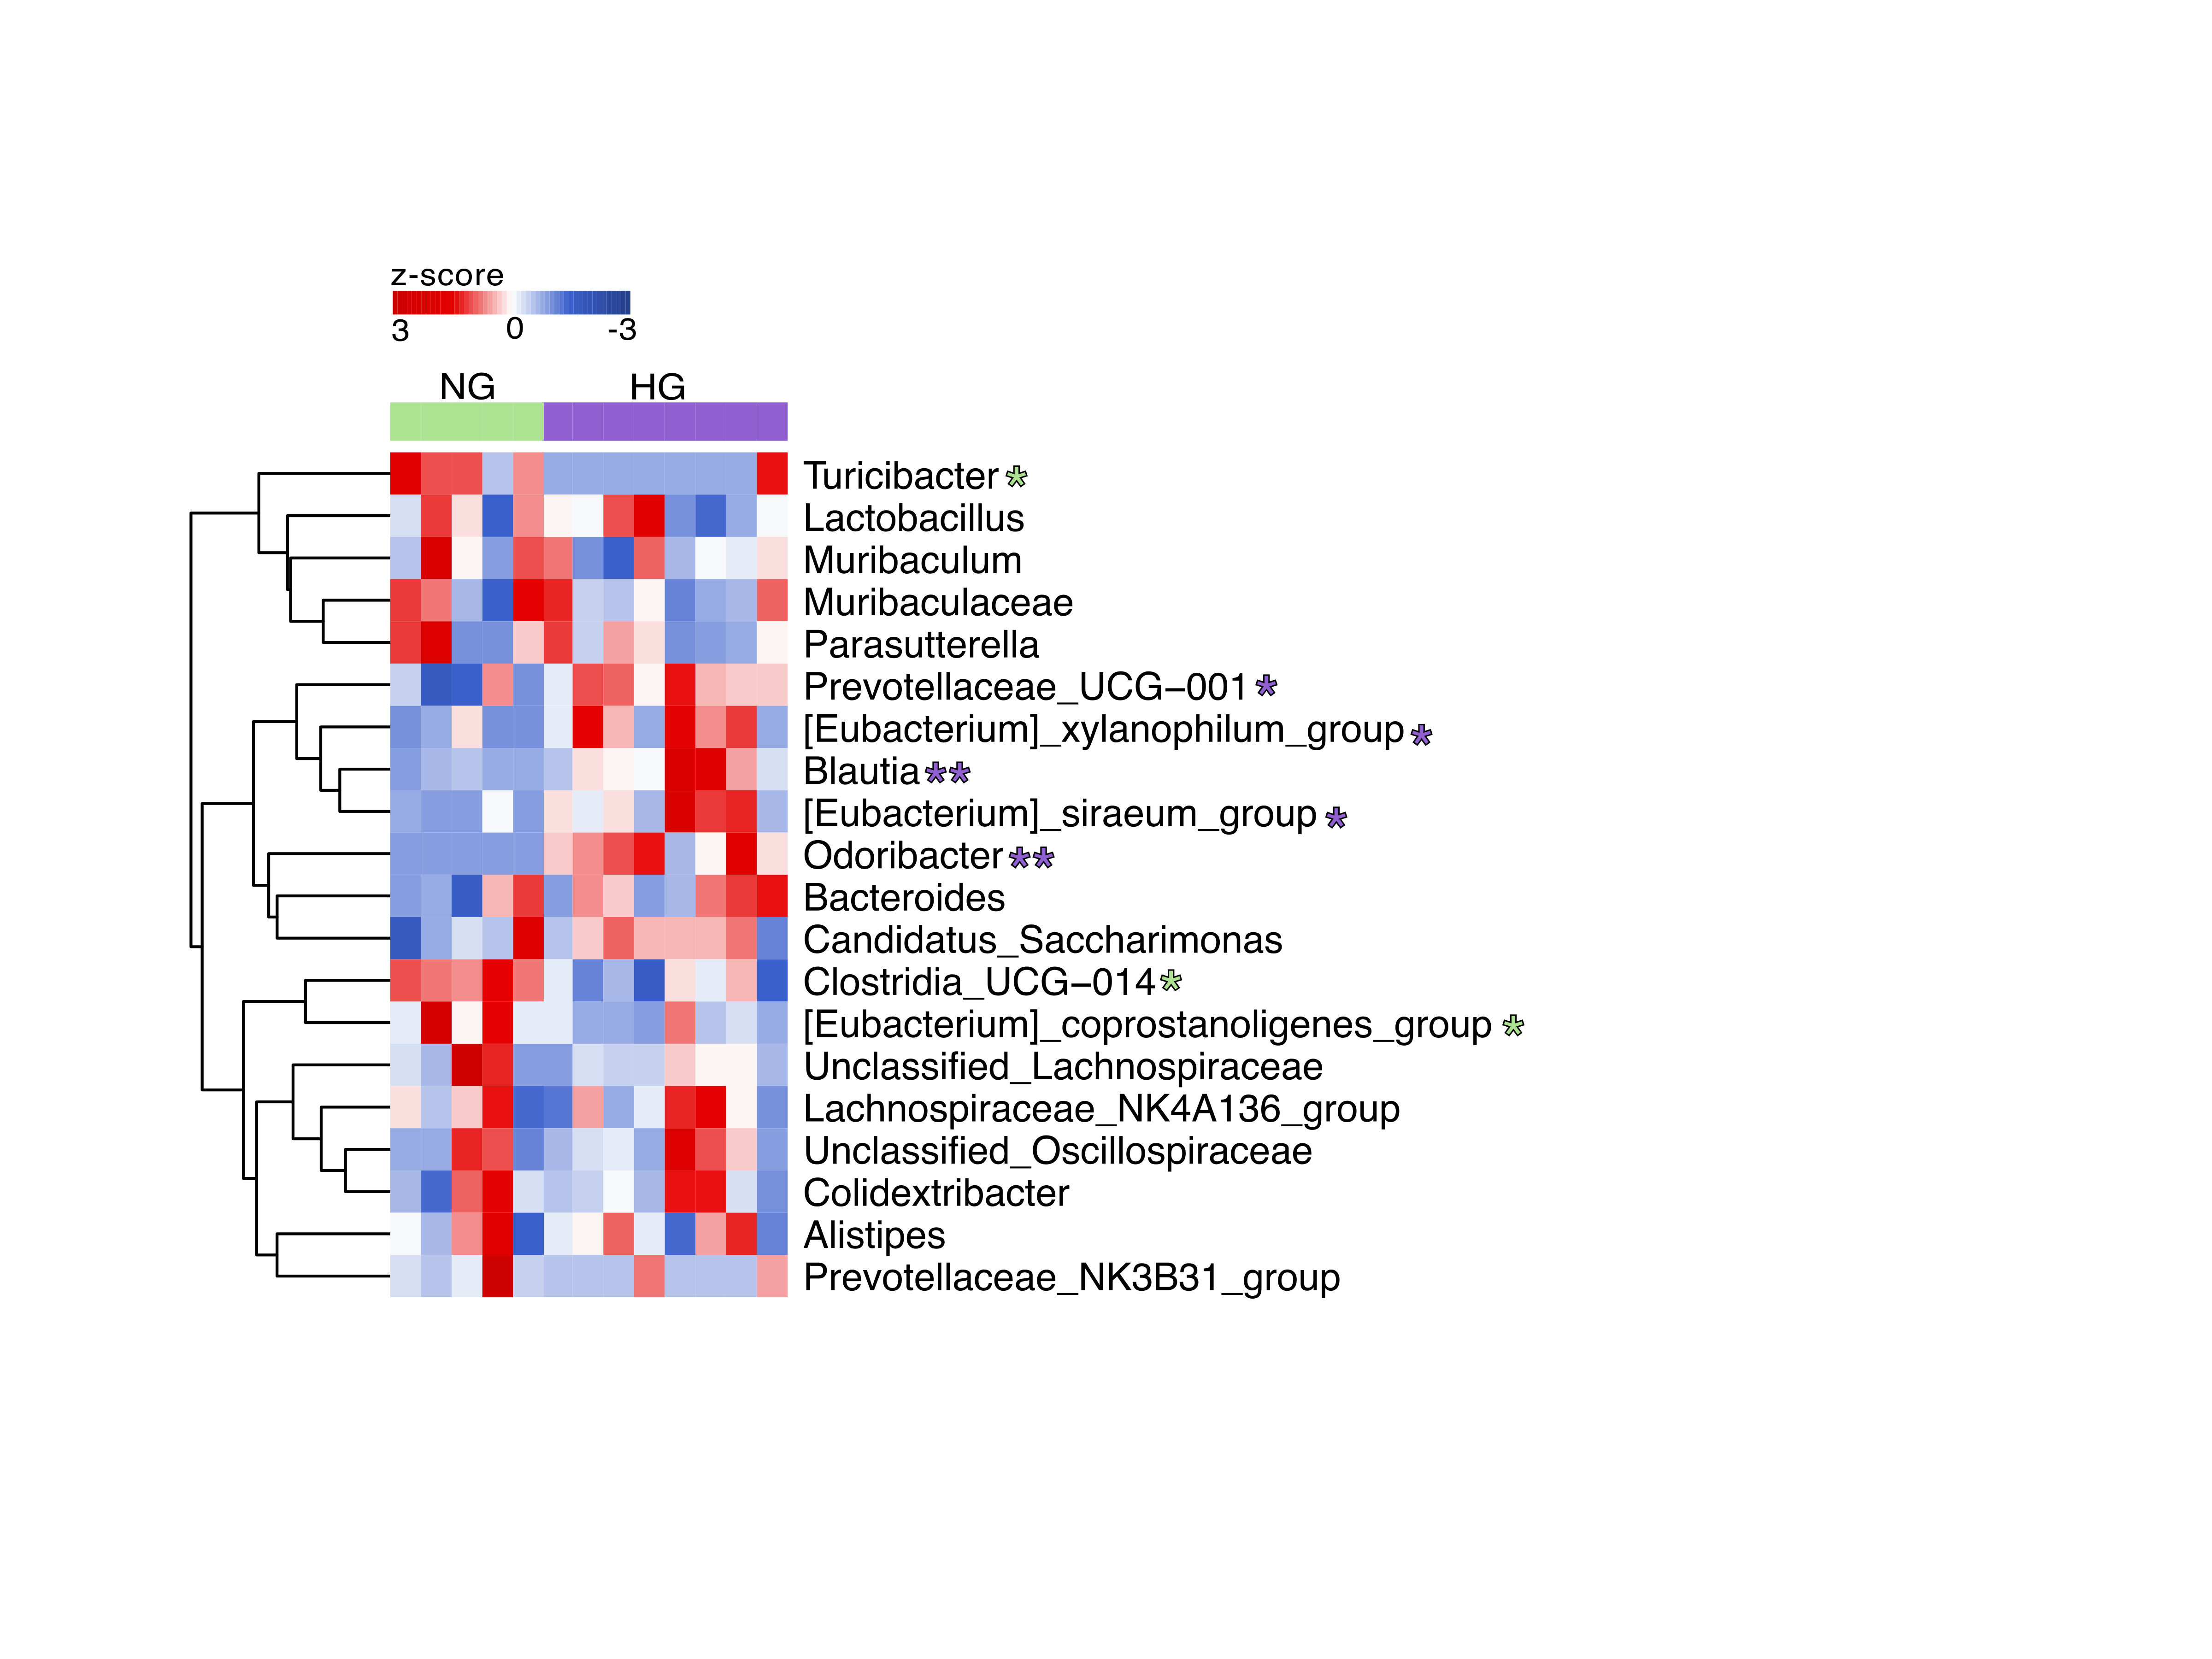 z-score
3 0 -3
NG HG
Turicibacter*
Lactobacillus
Muribaculum
Muribaculaceae
Parasutterella
Prevotellaceae_UCG−001*
[Eubacterium]_xylanophilum_group*
Blautia**
[Eubacterium]_siraeum_group*
Odoribacter**
Bacteroides
Candidatus_Saccharimonas
Clostridia_UCG−014*
[Eubacterium]_coprostanoligenes_group*
Unclassified_Lachnospiraceae
Lachnospiraceae_NK4A136_group
Unclassified_Oscillospiraceae
Colidextribacter
Alistipes
Prevotellaceae_NK3B31_group